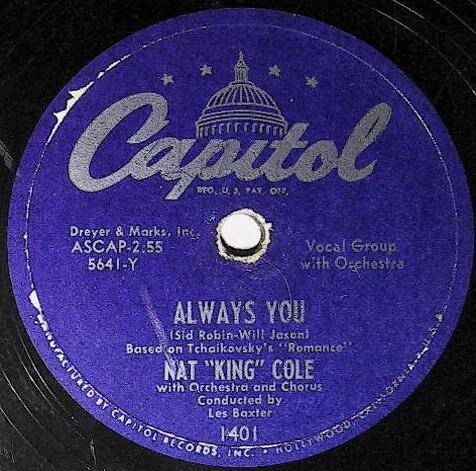 Capitol
REG. U.S. PAT. OFF.
Dreyer & Marks, Inc.
ASCAP-2:55
5641-Y
Vocal Group
with Orchestra
ALWAYS YOU
(Sid Robin-Will Jason)
Based on Tchaikovsky's "Romance"
NAT "KING" COLE
with Orchestra and Chorus
Conducted by
Les Baxter
1401
MANUFACTURED BY CAPITOL RECORDS, INC. • HOLLYWOOD, CALIFORNIA, U.S.A.